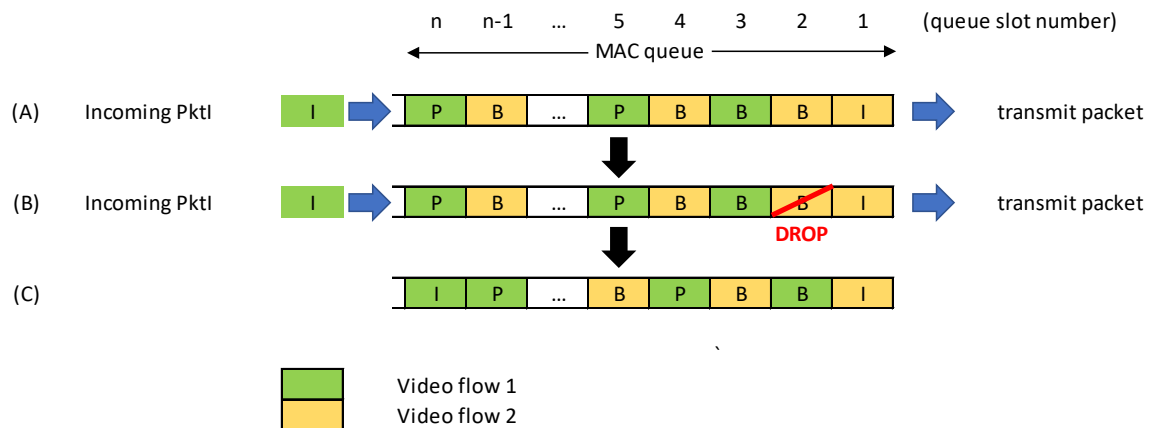 n n-1 ... 5 4 3 2 1 (queue slot number)
MAC queue
(A) Incoming PktI I P B ... P B B B I transmit packet
(B) Incoming PktI I P B ... P B B B I transmit packet
DROP
(C) I P ... B P B B I
`
Video flow 1
Video flow 2